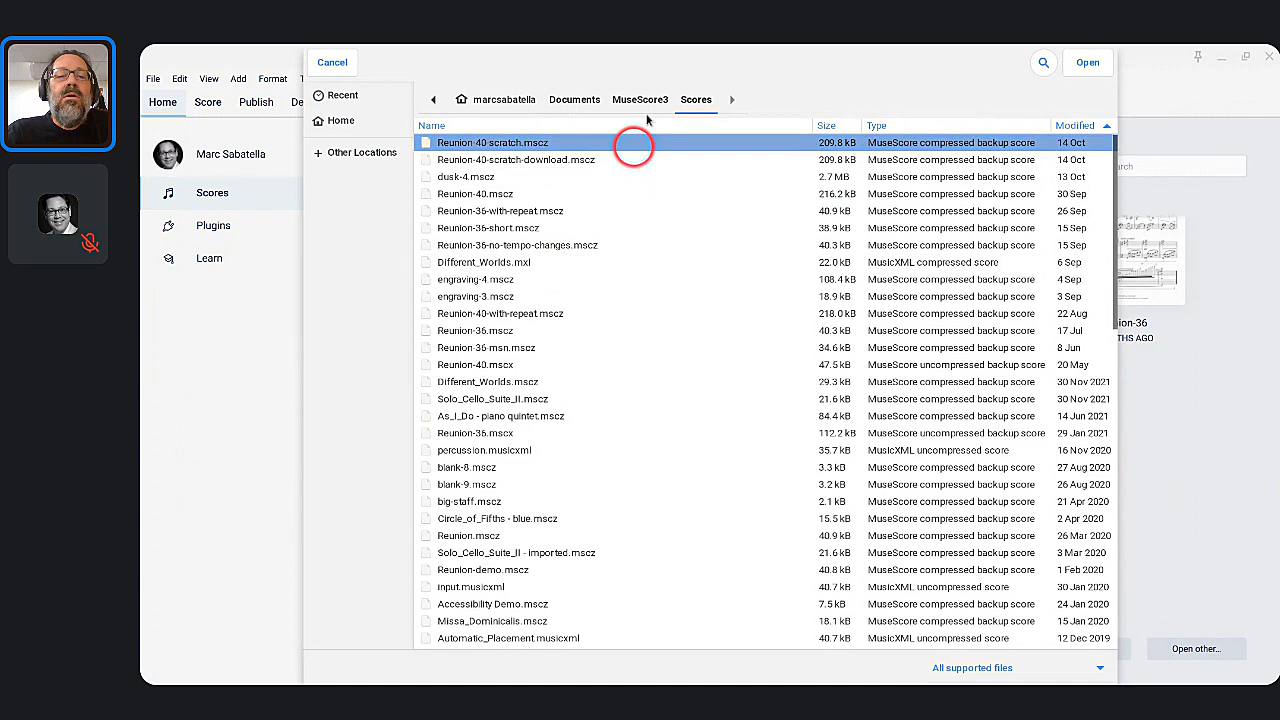 Cancel
Open
File Edit View Add Format
Home Score Publish
Recent
marcsabatella Documents MuseScore3 Scores
Home
Marc Sabatella
Other Locations
Scores
Plugins
Learn
Name Size Type Modified
Reunion-40-scratch.mscz 209.8 kB MuseScore compressed backup score 14 Oct
Reunion-40-scratch-download.mscz 209.8 kB MuseScore compressed backup score
dusk-4.mscz 2.7 MB MuseScore compressed backup score 13 Oct
Reunion-40.mscz 216.2 kB MuseScore compressed backup score 30 Sep
Reunion-36-with-repeat.mscz 40.9 kB MuseScore compressed backup score 26 Sep
38.9 kB MuseScore compressed backup score 15 Sep
Reunion-36-no-tempo-changes.mscz 40.3 kB MuseScore compressed backup score 15 Sep
Different_Worlds.mxl 22.0 kB MusicXML compressed score 6 Sep
engraving-4.mscz 108.4 kB MuseScore compressed backup score 4 Sep
engraving-3.mscz 18.9 kB MuseScore compressed backup score 3 Sep
Reunion-40-with-repeat.mscz 218.0 kB MuseScore compressed backup score 22 Aug
Reunion-36.mscz 40.3 kB MuseScore compressed backup score 17 Jul
Reunion-36-msn.mscz 34.6 kB MuseScore compressed backup score 8 Jun
Reunion-40.mscx 47.5 kB MuseScore uncompressed backup score 20 May
Different_Worlds.mscz 29.3 kB MuseScore compressed backup score 30 Nov 2021
Solo_Cello_Suite_II.mscz 21.6 kB MuseScore compressed backup score 30 Nov 2021
As_I_Do - piano quintet.mscz 84.4 kB MuseScore compressed backup score 14 Jun 2021
Reunion-36.mscx 112.2 kB MuseScore uncompressed backup score 29 Jan 2021
percussion.musicxml 35.7 kB MusicXML uncompressed score 16 Nov 2020
blank-8.mscz 3.3 kB MuseScore compressed backup score 27 Aug 2020
blank-9.mscz 3.2 kB MuseScore compressed backup score 26 Aug 2020
big-staff.mscz 2.1 kB MuseScore compressed backup score 21 Apr 2020
Circle_of_Fifths - blue.mscz 15.5 kB MuseScore compressed backup score 2 Apr 2020
Reunion.mscz 40.9 kB MuseScore compressed backup score 26 Mar 2020
Solo_Cello_Suite_II - imported.mscz 21.6 kB MuseScore compressed backup score 3 Mar 2020
Reunion-demo.mscz 40.8 kB MuseScore compressed backup score 1 Feb 2020
input.musicxml 40.7 kB MusicXML uncompressed score 30 Jan 2020
Accessibility Demo.mscz 7.5 kB MuseScore compressed backup score 24 Jan 2020
Missa_Dominicalis.mscz 18.1 kB MuseScore compressed backup score 15 Jan 2020
Automatic_Placement.musicxml 40.7 kB MusicXML uncompressed score 12 Dec 2019
All supported files
arch
ion-36
THS AGO
Open other...